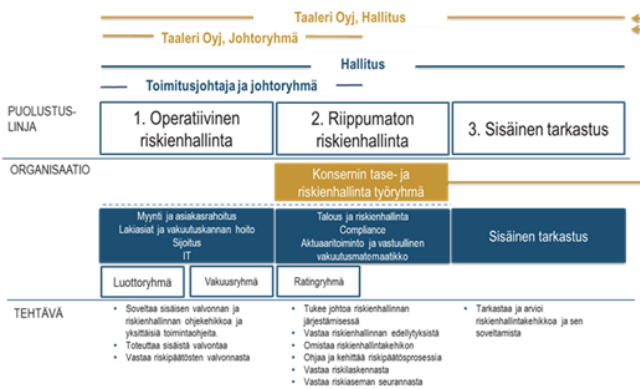 Taaleri Oyj, Hallitus
Taaleri Oyj, Johtoryhmä
Hallitus
Toimitusjohtaja ja johtoryhmä
PUOLUSTUS-
LINJA
1. Operatiivinen
riskienhallinta
2. Riippumaton
riskienhallinta
3. Sisäinen tarkastus
ORGANISAATIO
Konsernin tase- ja
riskienhallinta työryhmä
Myynti ja asiakasrahoitus
Lakiasiat ja vakuutuskannan hoito
Sijoitus
IT
Talous ja riskienhallinta
Compliance
Aktuaaritoiminto ja vastuullinen
vakuutusmatemaatikko
Sisäinen tarkastus
Luottoryhmä
Vakuusryhmä
Ratingryhmä
TEHTÄVÄ
• Soveltaa sisäisen valvonnan ja
riskienhallinnan ohjekehikkoa ja
yksittäisiä toimintaohjeita.
• Toteuttaa sisäistä valvontaa
• Vastaa riskipäätösten valvonnasta
• Tukee johtoa riskienhallinnan
järjestämisessä
• Vastaa riskienhallinnan edellytyksistä
• Omistaa riskienhallintakehikon
• Ohjaa ja kehittää riskipäätosprosessia
• Vastaa riskilaskennasta
• Vastaa riskiaseman seurannasta
• Tarkastaa ja arvioi
riskienhallintakehikkoa ja sen
soveltamista